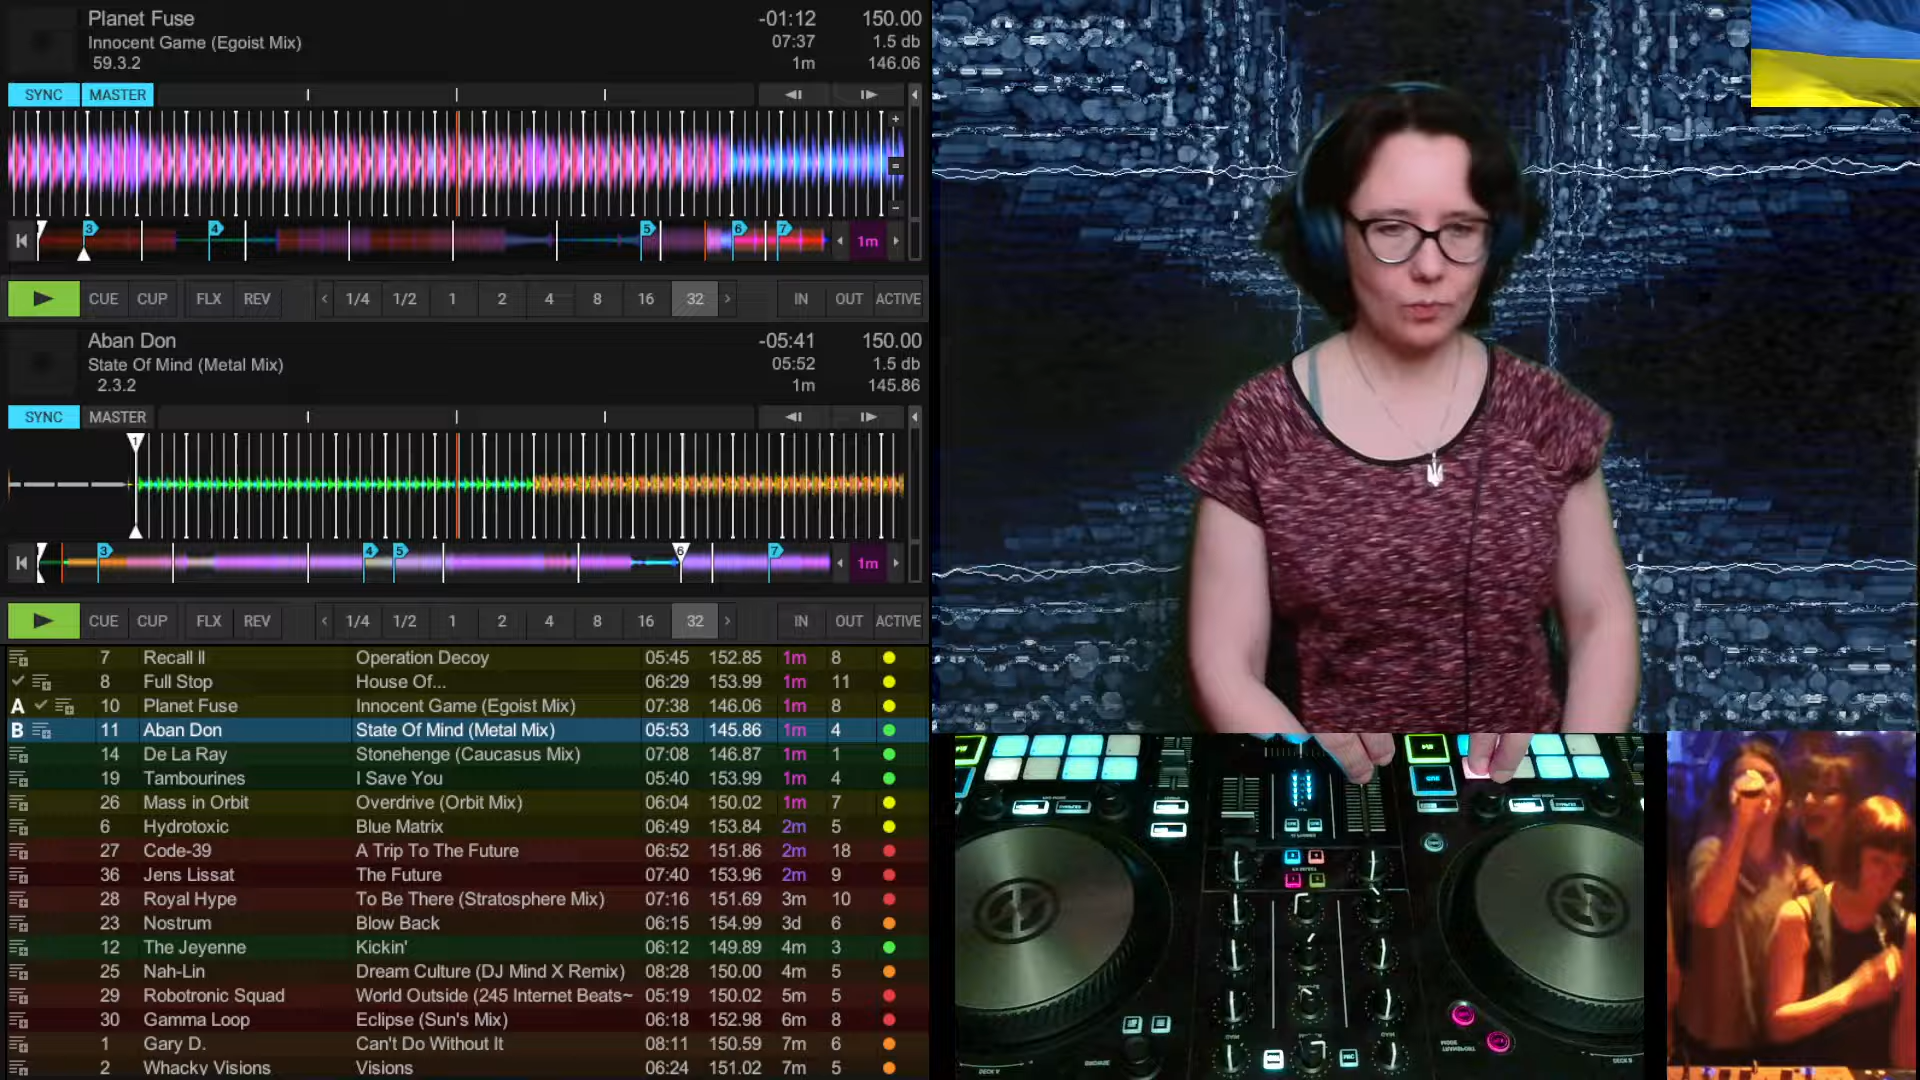 Planet Fuse -01:12 150.00
Innocent Game (Egoist Mix) 07:37 1.5 db
59.3.2 1m 146.06
SYNC MASTER
3 4 5 6 7 1m
CUE CUP FLX REV 1/4 1/2 1 2 4 8 16 32 IN OUT ACTIVE
Aban Don -05:41 150.00
State Of Mind (Metal Mix) 05:52 1.5 db
2.3.2 1m 145.86
SYNC MASTER
1
3 4 5 6 7 1m
CUE CUP FLX REV 1/4 1/2 1 2 4 8 16 32 IN OUT ACTIVE
7 Recall II Operation Decoy 05:45 152.85 1m 8
8 Full Stop House Of... 06:29 153.99 1m 11
A 10 Planet Fuse Innocent Game (Egoist Mix) 07:38 146.06 1m 8
B 11 Aban Don State Of Mind (Metal Mix) 05:53 145.86 1m 4
14 De La Ray Stonehenge (Caucasus Mix) 07:08 146.87 1m 1
19 Tambourines I Save You 05:40 153.99 1m 4
26 Mass in Orbit Overdrive (Orbit Mix) 06:04 150.02 1m 7
6 Hydrotoxic Blue Matrix 06:49 153.84 2m 5
27 Code-39 A Trip To The Future 06:52 151.86 2m 18
36 Jens Lissat The Future 07:40 153.96 2m 9
28 Royal Hype To Be There (Stratosphere Mix) 07:16 151.69 3m 10
23 Nostrum Blow Back 06:15 154.99 3d 6
12 The Jeyenne Kickin' 06:12 149.89 4m 3
25 Nah-Lin Dream Culture (DJ Mind X Remix) 08:28 150.00 4m 5
29 Robotronic Squad World Outside (245 Internet Beats~ 05:19 150.02 5m 5
30 Gamma Loop Eclipse (Sun's Mix) 06:18 152.98 6m 8
1 Gary D. Can't Do Without It 08:11 150.59 7m 6
2 Whacky Visions Visions 06:24 151.02 7m 5